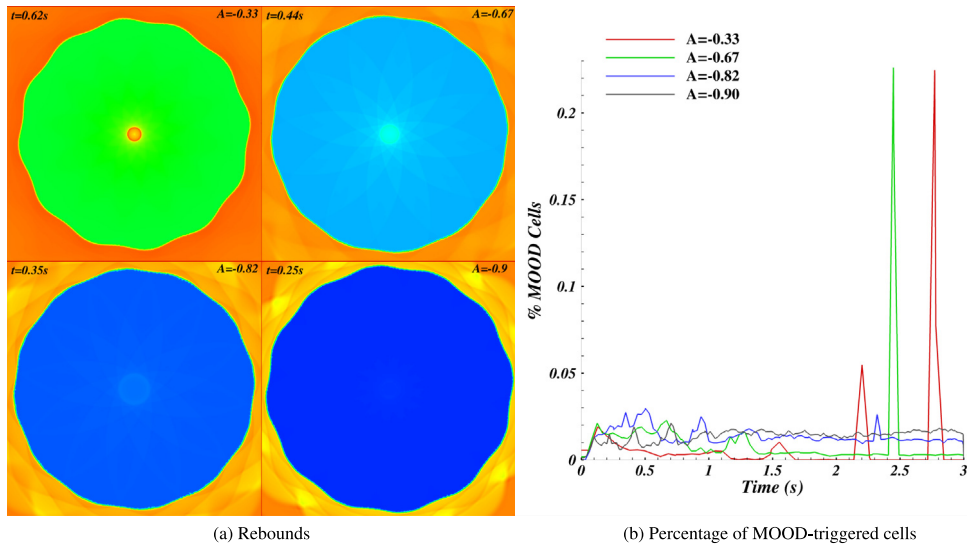 t=0.62s A=-0.33
t=0.44s A=-0.67
t=0.35s A=-0.82
t=0.25s A=-0.9
(a) Rebounds
A=-0.33
A=-0.67
A=-0.82
A=-0.90
% MOOD Cells
0.2
0.15
0.1
0.05
0
0 0.5 1 1.5 2 2.5 3
Time (s)
(b) Percentage of MOOD-triggered cells